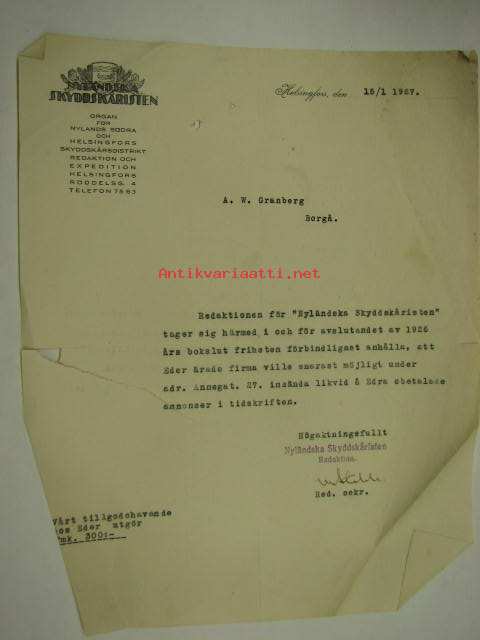 NYLÄNDSKA
SKYDDSKÅRISTEN
ORGAN
FÖR
NYLANDS SÖDRA
OCH
HELSINGFORS
SKYDDSKÅRSDISTRIKT
REDAKTION OCH
EXPEDITION
HELSINGFORS
TELEFON 7853
Helsingfors, den 15/1 1927.
A. W. Granberg
Borgå.
Antikvariaatti.net
Redaktionen för "Nyländska Skyddskåristen"
tager sig härmed i och för avslutandet av 1926
års bokslut friheten förbindligast anhålla, att
Eder ärade firma ville snarast möjligt under
adr. Annegat. 27. insända likvid å Edra obetalade
annonser i tidskriften.
Högaktningsfullt
Nyländska Skyddskåristen
Redaktion.
Red. sekr.
Vårt tillgodohavande
hos Eder utgör
Fmk. 300:-